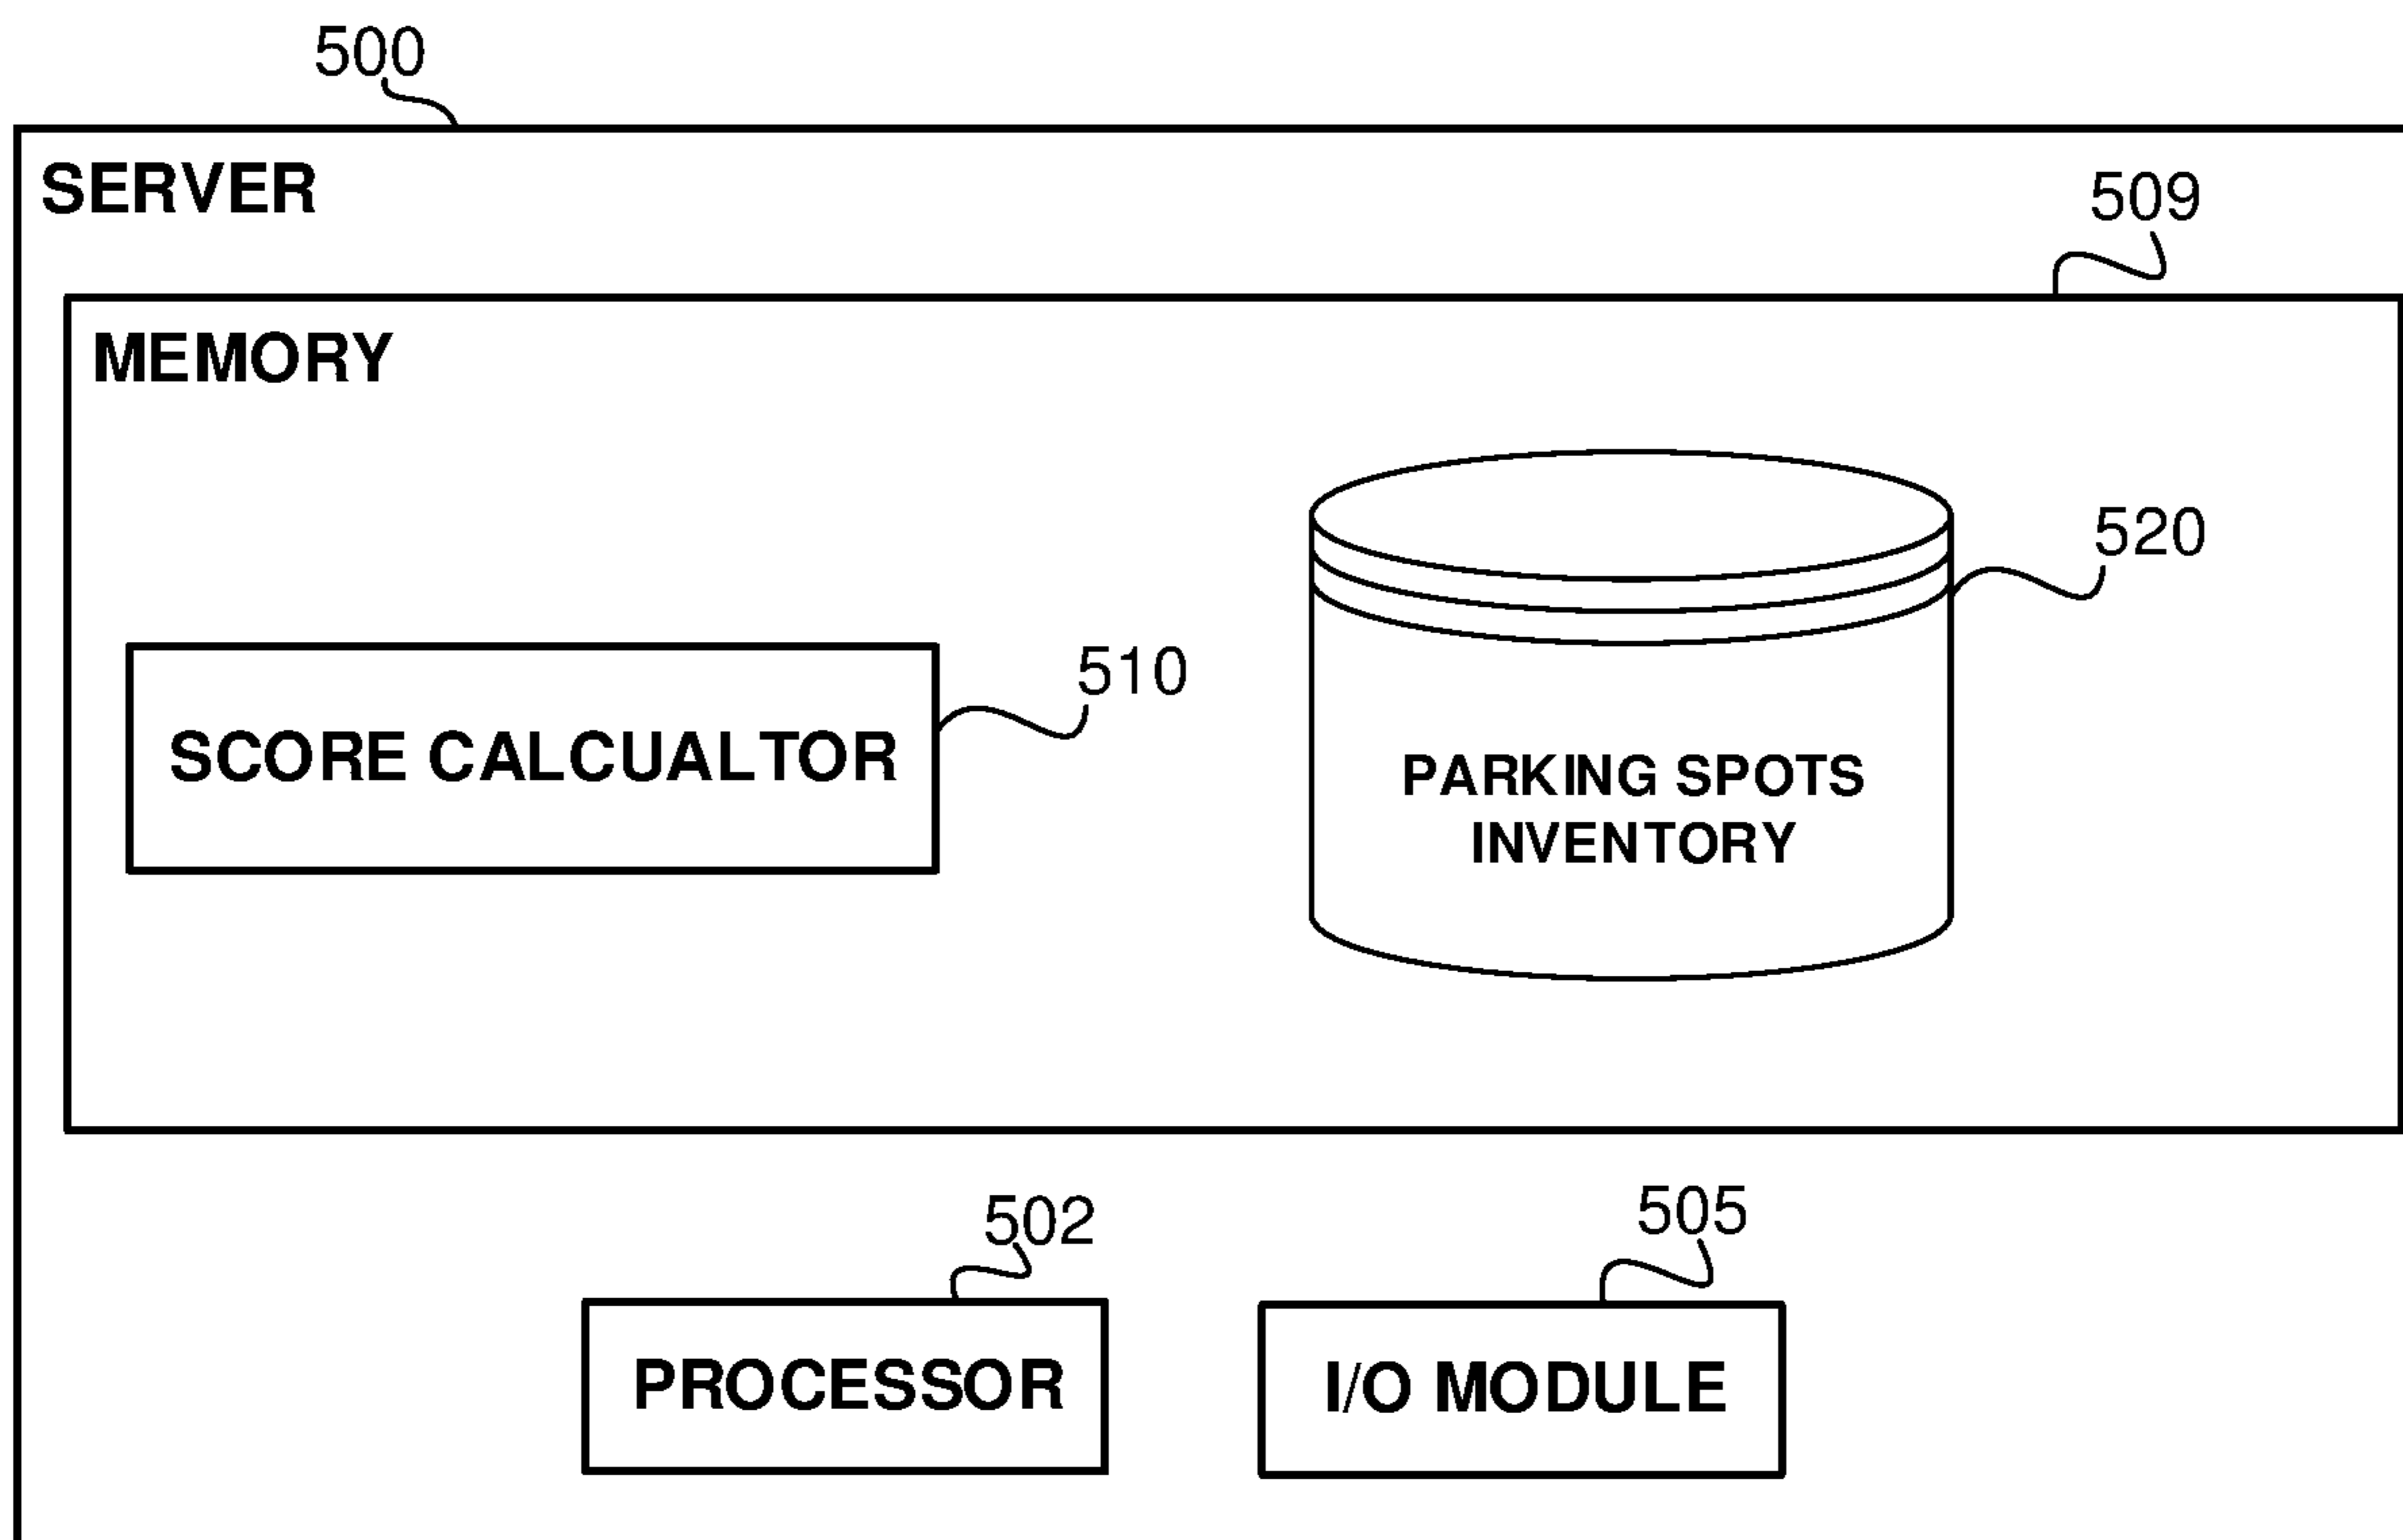 500
SERVER
509
MEMORY
520
510
SCORE CALCUALTOR
PARKING SPOTS
INVENTORY
502
505
PROCESSOR
I/O MODULE